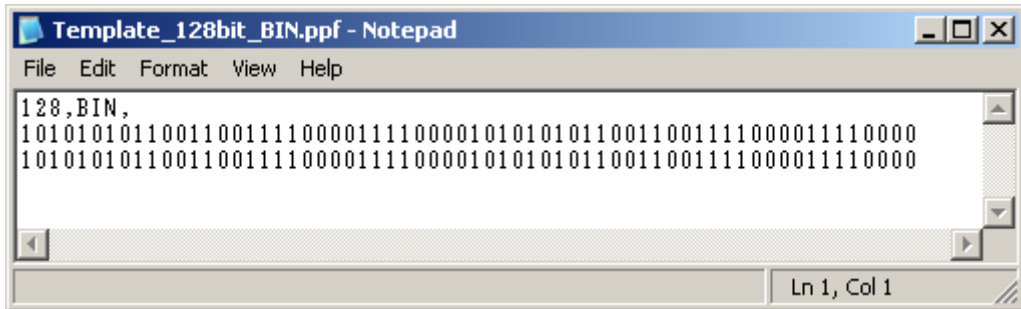 Template_128bit_BIN.ppf - Notepad
File Edit Format View Help
128,BIN,
1010101011001100111100001111000010101010110011001111000011110000
1010101011001100111100001111000010101010110011001111000011110000
Ln 1, Col 1